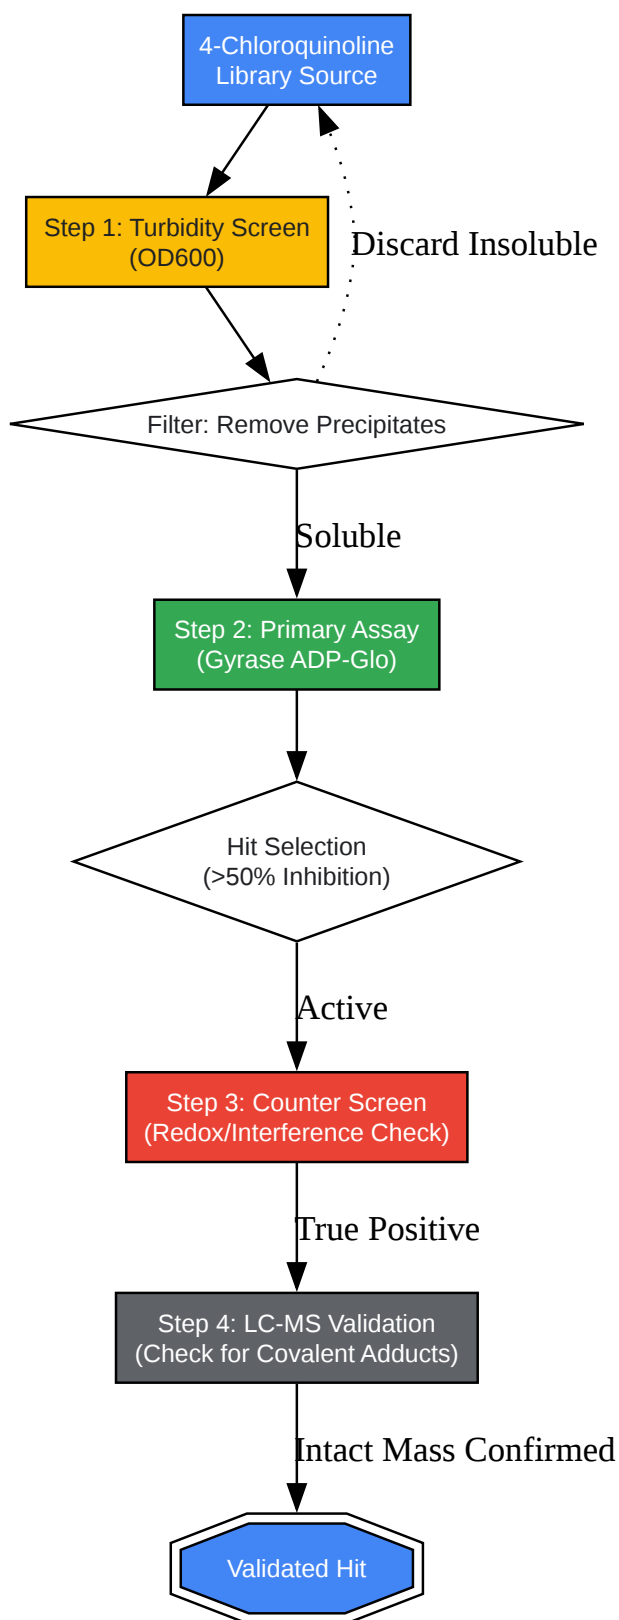 4-Chloroquinoline
Library Source
Step 1: Turbidity Screen
(OD600)
Discard Insoluble
Filter: Remove Precipitates
Soluble
Step 2: Primary Assay
(Gyrase ADP-Glo)
Hit Selection
(>50% Inhibition)
Active
Step 3: Counter Screen
(Redox/Interference Check)
True Positive
Step 4: LC-MS Validation
(Check for Covalent Adducts)
Intact Mass Confirmed
Validated Hit